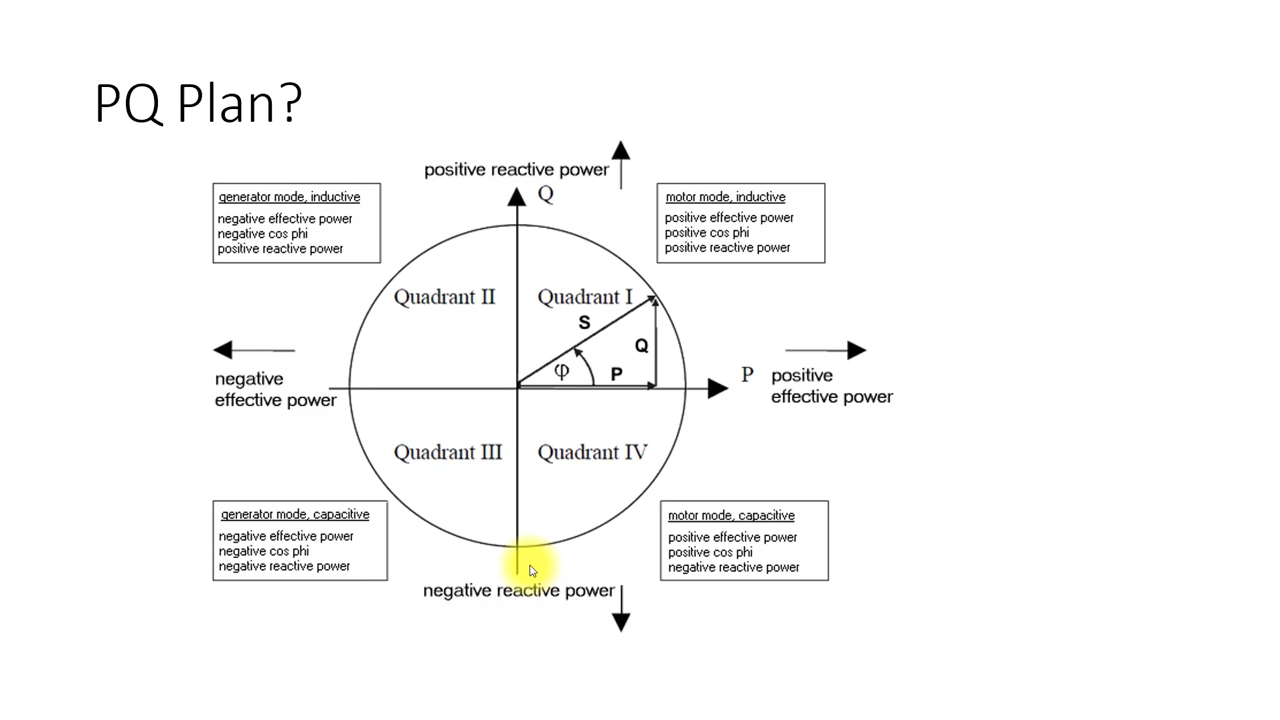 PQ Plan?
positive reactive power
Q
generator mode, inductive
negative effective power
negative cos phi
positive reactive power
motor mode, inductive
positive effective power
positive cos phi
positive reactive power
Quadrant II
Quadrant I
S
Q
φ
P
negative
effective power
P
positive
effective power
Quadrant III
Quadrant IV
generator mode, capacitive
negative effective power
negative cos phi
negative reactive power
motor mode, capacitive
positive effective power
positive cos phi
negative reactive power
negative reactive power